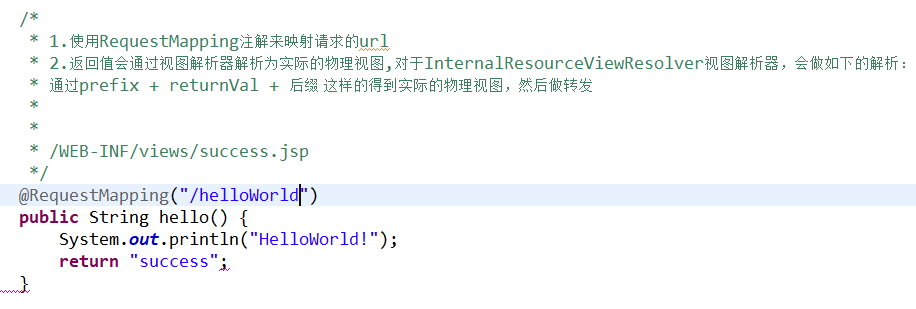 /*
 * 1.使用RequestMapping注解来映射请求的url
 * 2.返回值会通过视图解析器解析为实际的物理视图,对于InternalResourceViewResolver视图解析器，会做如下的解析：
 * 通过prefix + returnVal + 后缀 这样的得到实际的物理视图，然后做转发
 *
 *
 * /WEB-INF/views/success.jsp
 */
@RequestMapping("/helloWorld")
public String hello() {
    System.out.println("HelloWorld!");
    return "success";
}